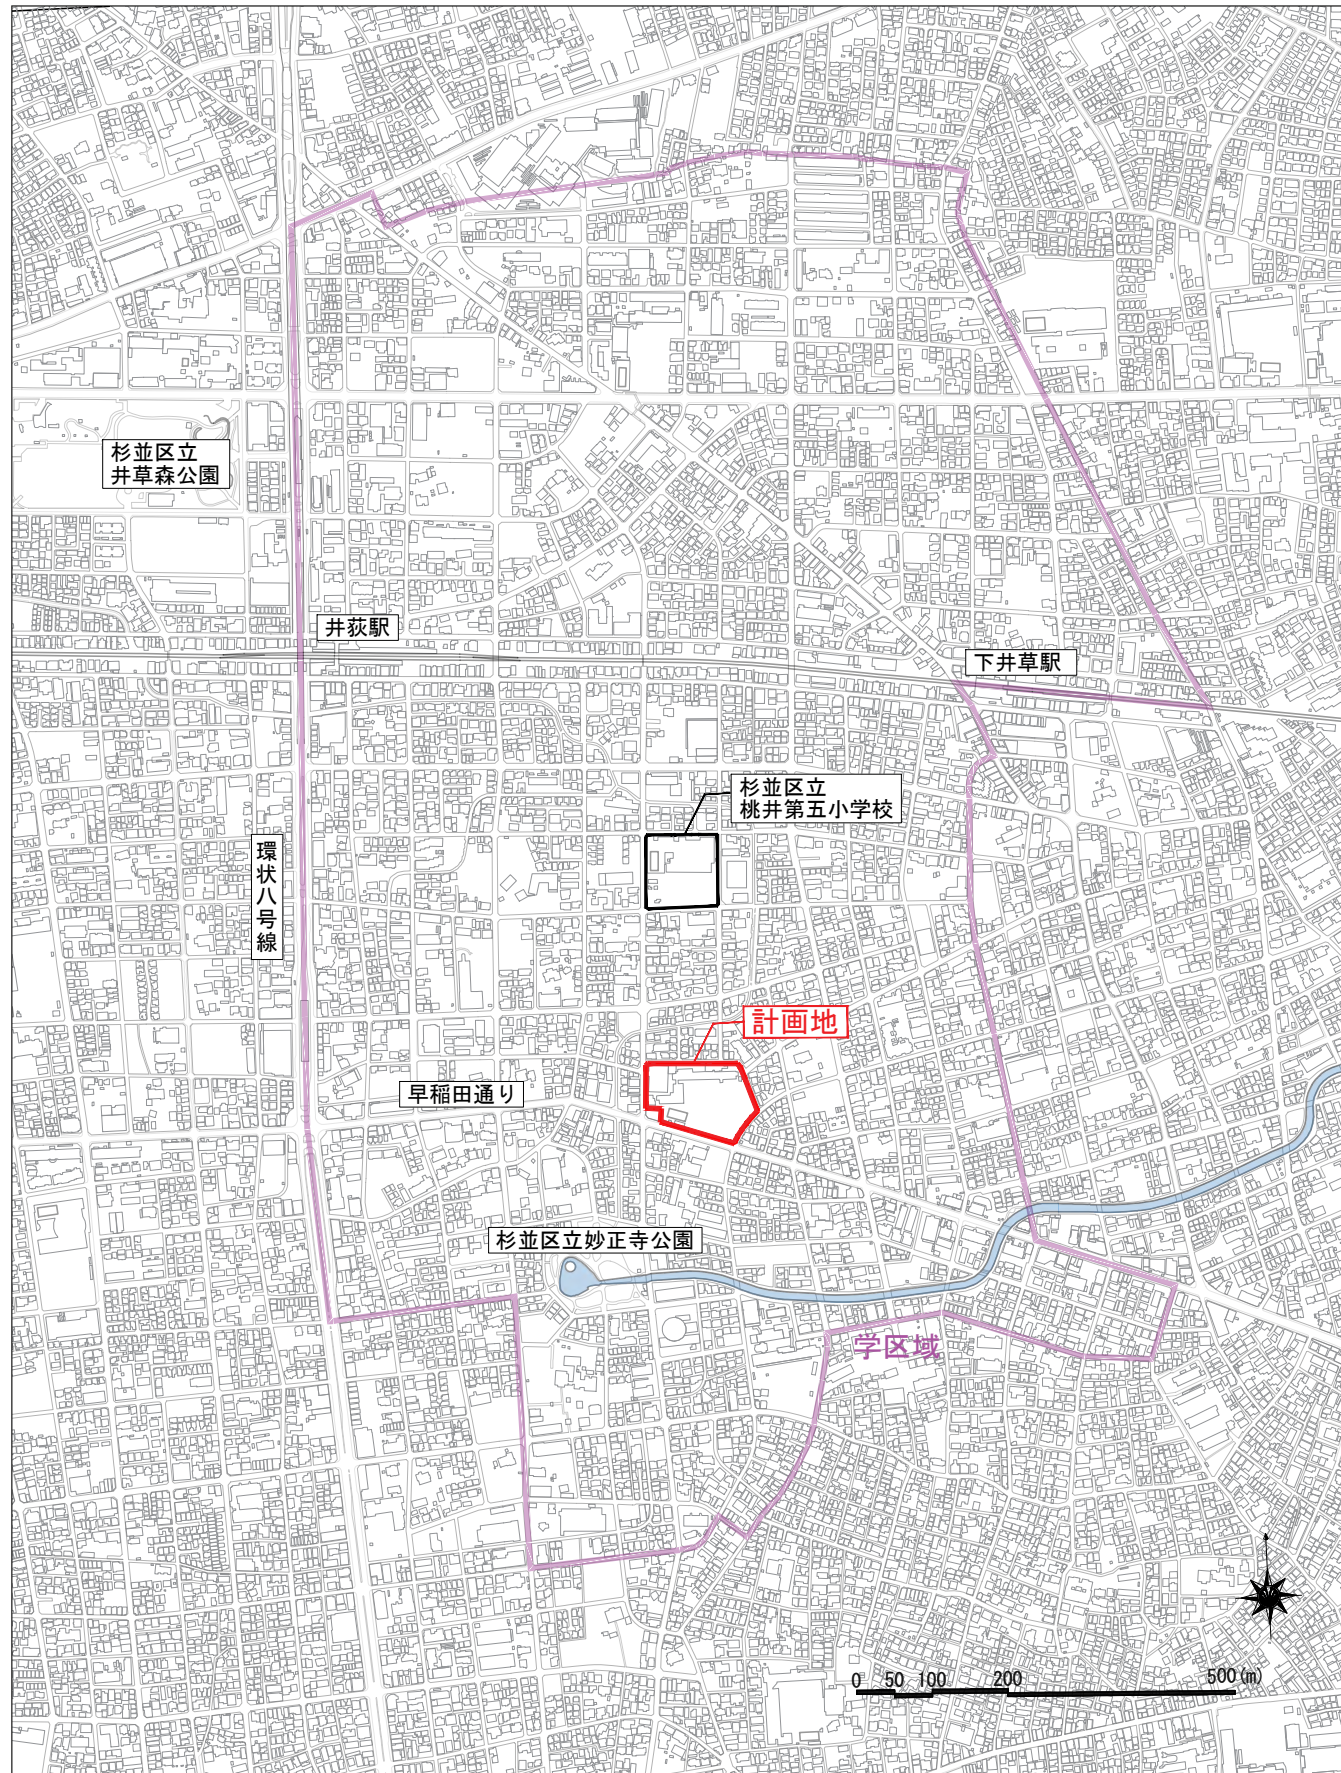 杉並区立
井草森公園
井荻駅
下井草駅
杉並区立
桃井第五小学校
環状八号線
計画地
早稲田通り
杉並区立妙正寺公園
学区域
0 50 100 200 500(m)